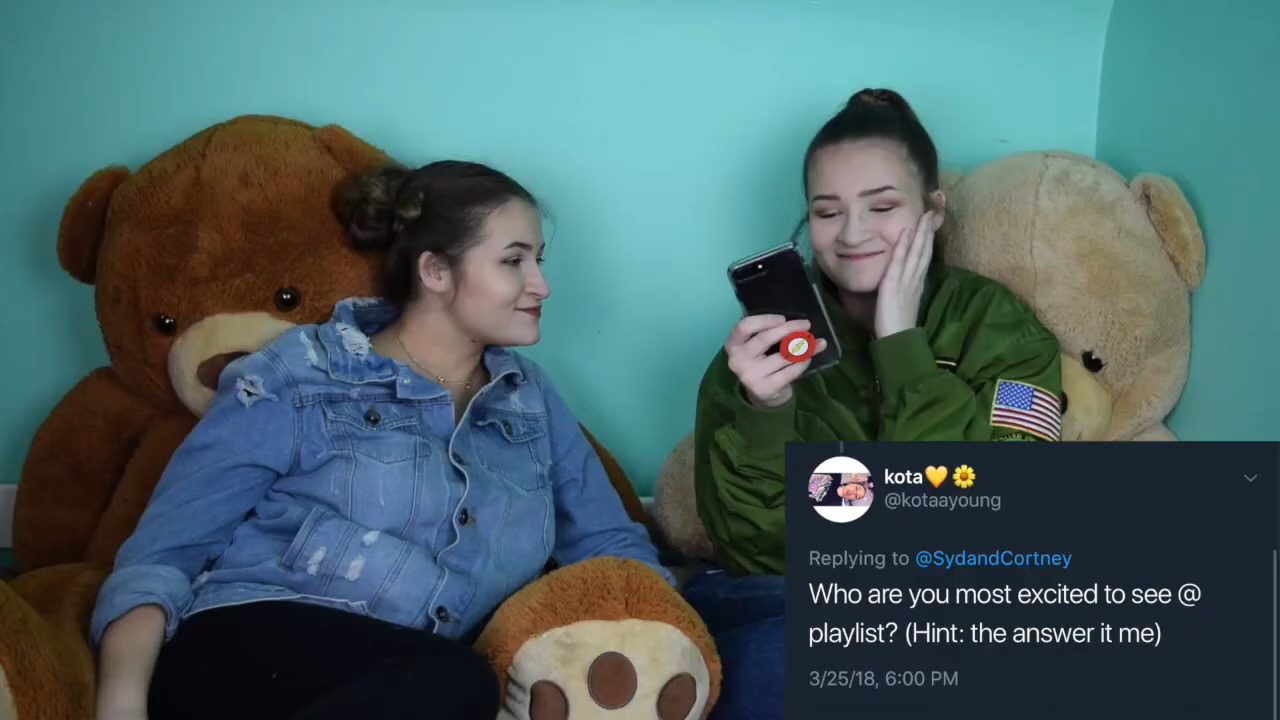 kota💛🌼
@kotaayoung
Replying to @SydandCortney
Who are you most excited to see @
playlist? (Hint: the answer it me)
3/25/18, 6:00 PM